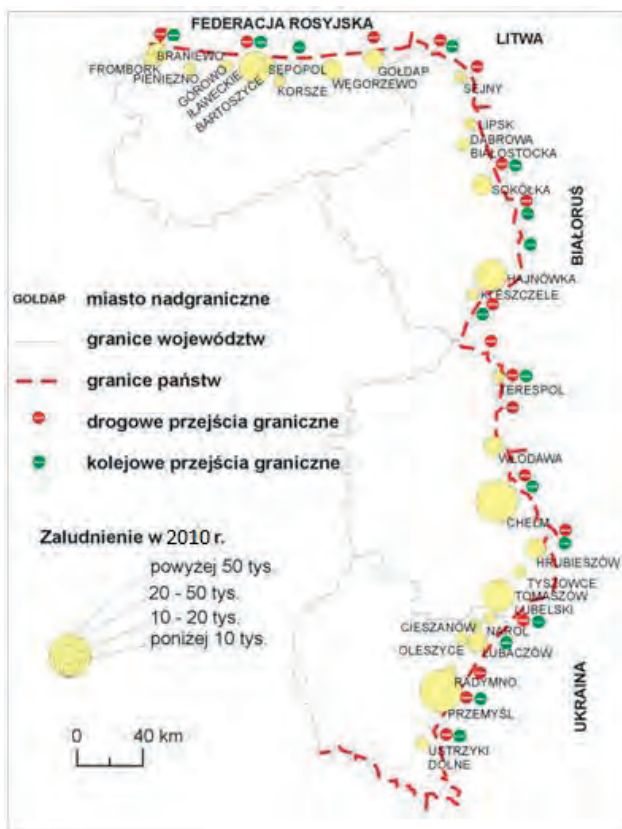 FEDERACJA ROSYJSKA
LITWA
BRANIEWO
FROMBORK
PIENIĘŻNO
GÓROWO
IŁAWECKIE
BARTOSZYCE
SĘPOPOL
KORSZE
WĘGORZEWO
GOŁDAP
SEJNY
LIPSK
DĄBROWA
BIAŁOSTOCKA
SOKÓŁKA
BIAŁORUŚ
HAJNÓWKA
KLESZCZELE
GOŁDAP miasto nadgraniczne
granice województw
granice państw
drogowe przejścia graniczne
kolejowe przejścia graniczne
TERESPOL
WŁODAWA
CHEŁM
HRUBIESZÓW
TYSZOWCE
TOMASZÓW
LUBELSKI
CIESZANÓW
NAROL
OLESZYCE
LUBACZÓW
RADYMNO
PRZEMYŚL
USTRZYKI
DOLNE
UKRAINA
Zaludnienie w 2010 r.
powyżej 50 tys.
20 - 50 tys.
10 - 20 tys.
poniżej 10 tys.
0 40 km